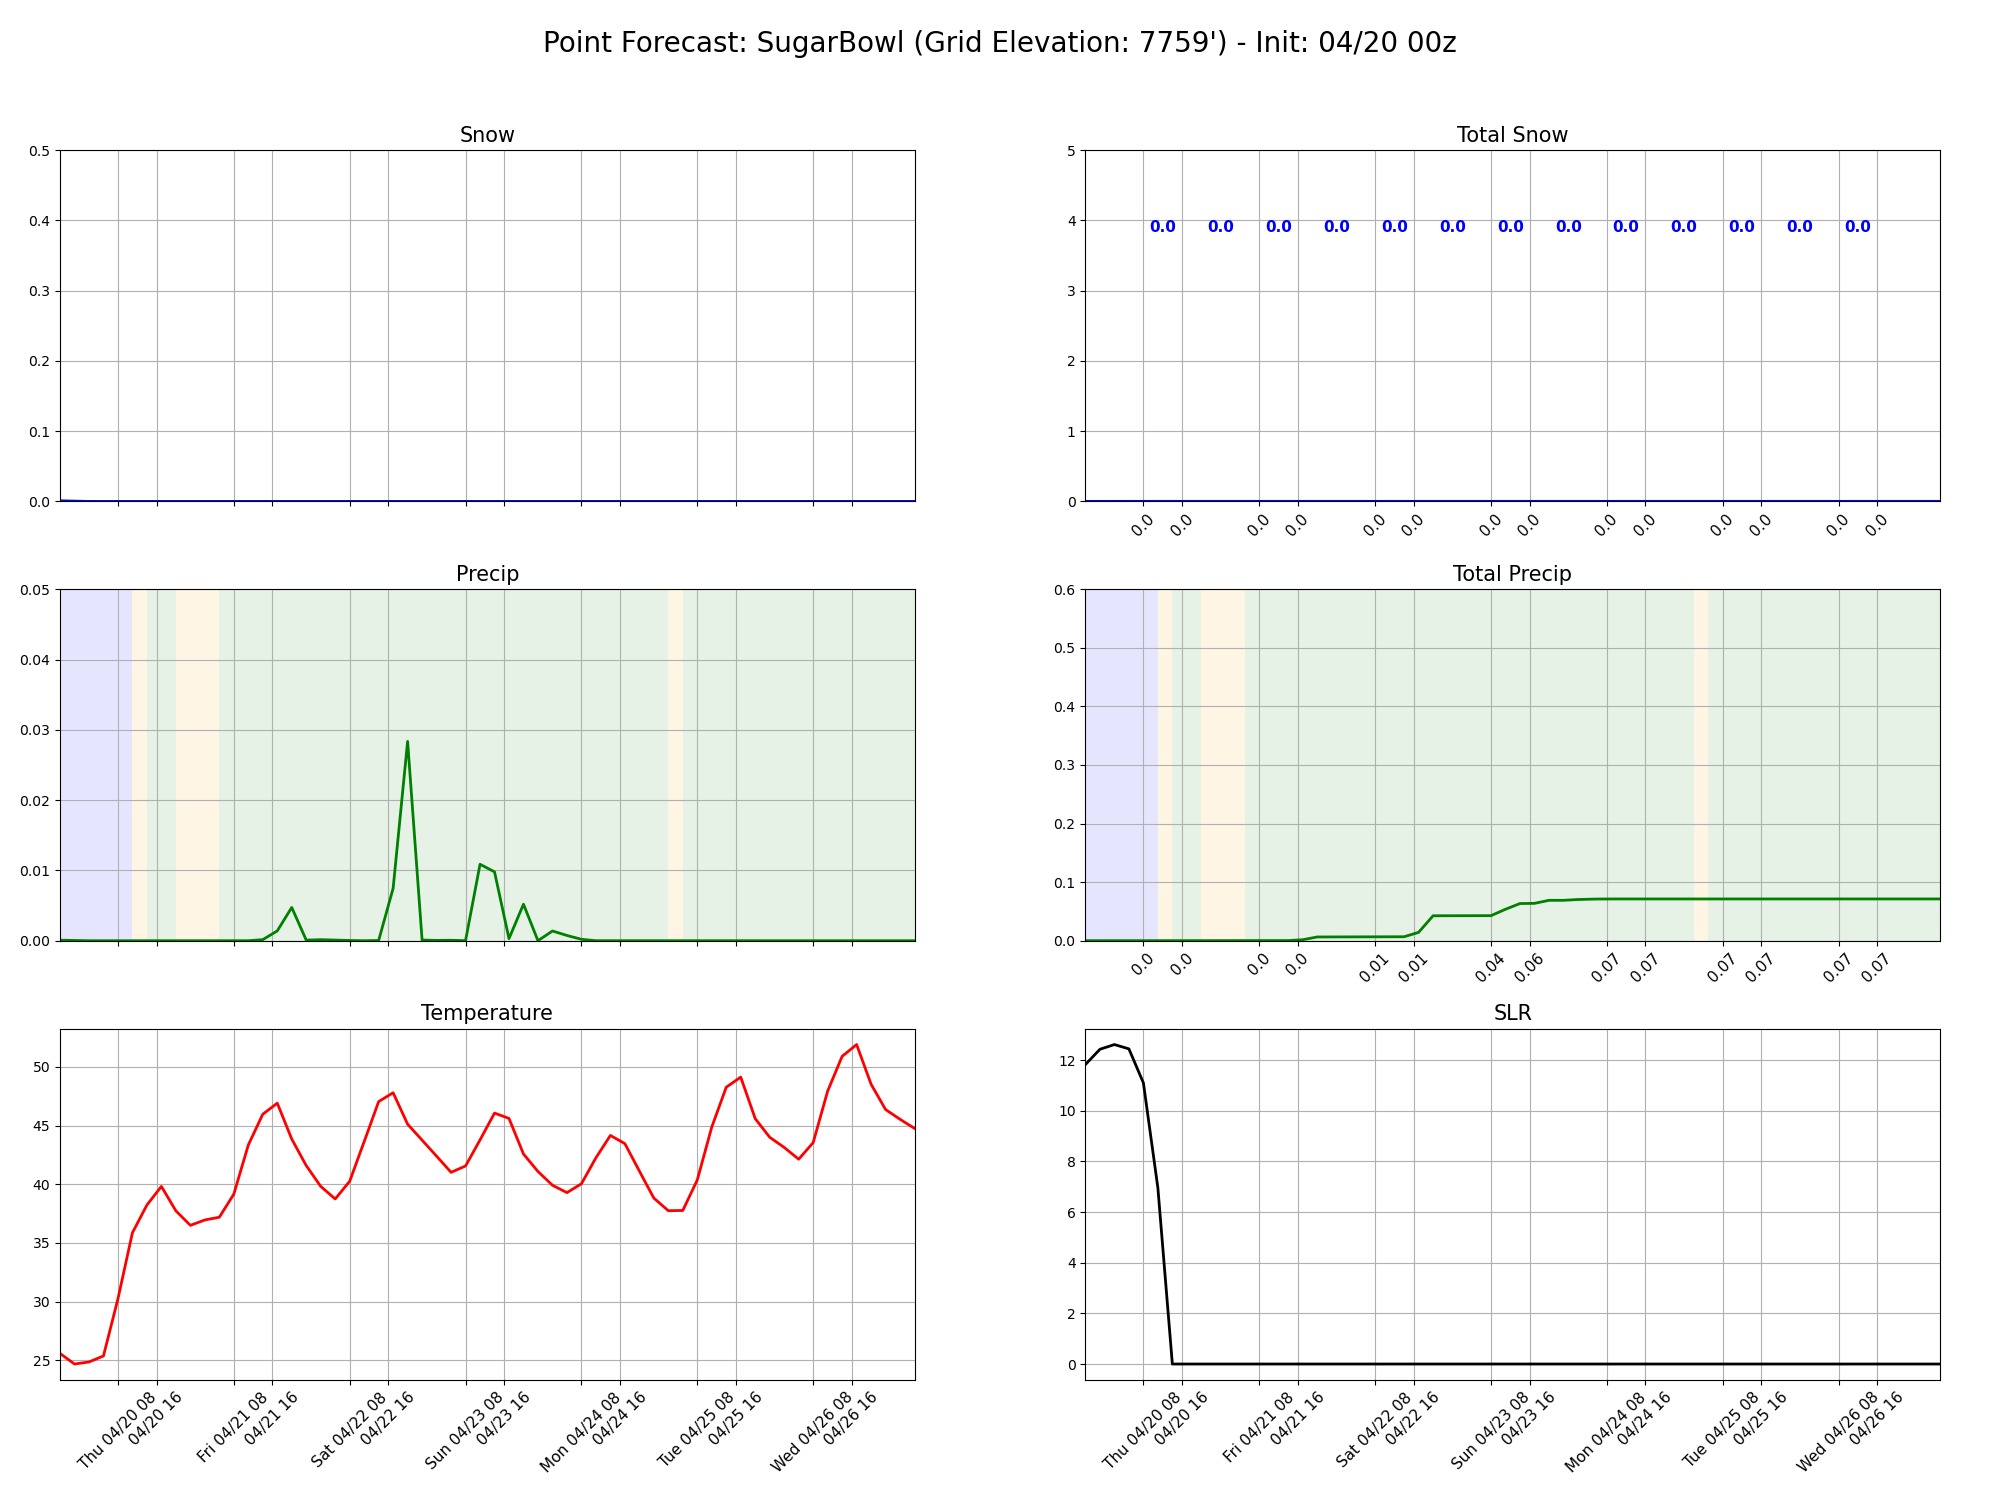 Point Forecast: SugarBowl (Grid Elevation: 7759') - Init: 04/20 00z
Snow
0.5
0.4
0.3
0.2
0.1
0.0
Total Snow
5
4
3
2
1
0
0.0 0.0 0.0 0.0 0.0 0.0 0.0 0.0 0.0 0.0 0.0 0.0 0.0
0.0 0.0 0.0 0.0 0.0 0.0 0.0 0.0 0.0 0.0 0.0 0.0 0.0 0.0
Precip
0.05
0.04
0.03
0.02
0.01
0.00
Total Precip
0.6
0.5
0.4
0.3
0.2
0.1
0.0
0.0 0.0 0.0 0.0 0.01 0.01 0.04 0.06 0.07 0.07 0.07 0.07 0.07 0.07
Temperature
50
45
40
35
30
25
Thu 04/20 08
04/20 16
Fri 04/21 08
04/21 16
Sat 04/22 08
04/22 16
Sun 04/23 08
04/23 16
Mon 04/24 08
04/24 16
Tue 04/25 08
04/25 16
Wed 04/26 08
04/26 16
SLR
12
10
8
6
4
2
0
Thu 04/20 08
04/20 16
Fri 04/21 08
04/21 16
Sat 04/22 08
04/22 16
Sun 04/23 08
04/23 16
Mon 04/24 08
04/24 16
Tue 04/25 08
04/25 16
Wed 04/26 08
04/26 16